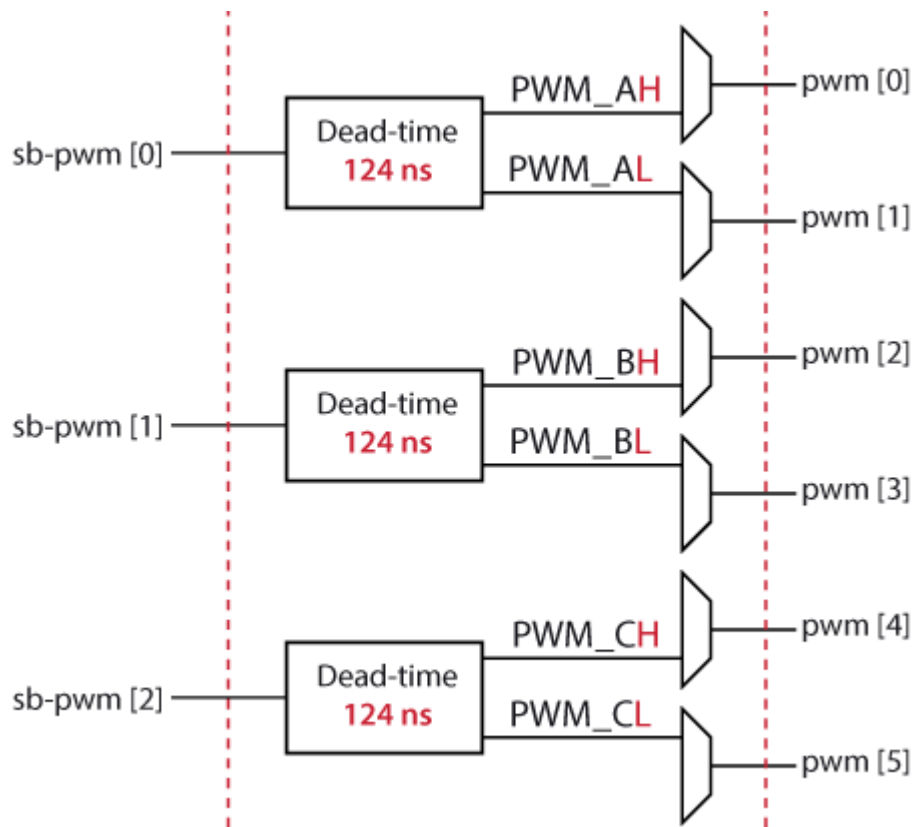 sb-pwm [0]
Dead-time
124 ns
PWM_AH
PWM_AL
pwm [0]
pwm [1]
sb-pwm [1]
Dead-time
124 ns
PWM_BH
PWM_BL
pwm [2]
pwm [3]
sb-pwm [2]
Dead-time
124 ns
PWM_CH
PWM_CL
pwm [4]
pwm [5]